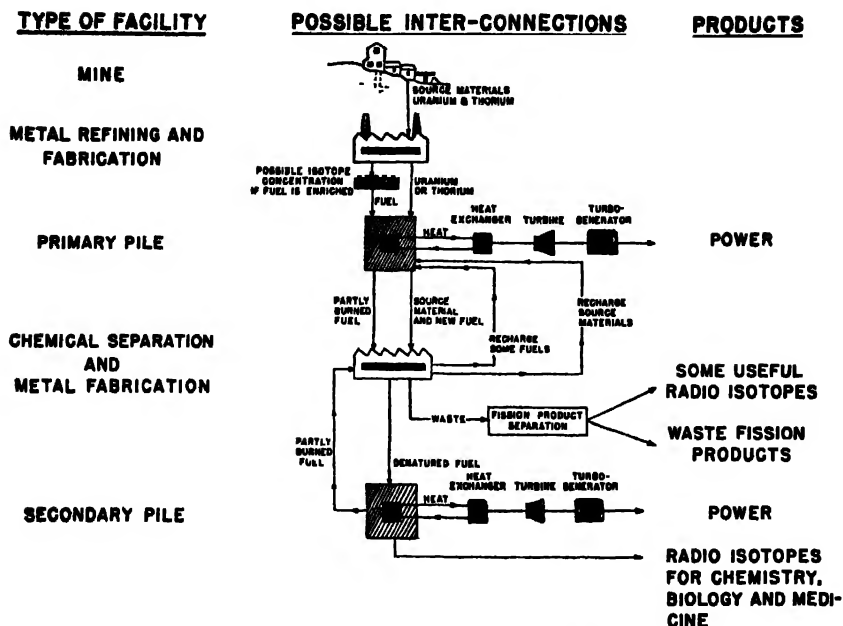 TYPE OF FACILITY
POSSIBLE INTER-CONNECTIONS
PRODUCTS
MINE
SOURCE MATERIALS
URANIUM & THORIUM
METAL REFINING AND
FABRICATION
POSSIBLE ISOTOPE
CONCENTRATION
IF FUEL IS ENRICHED
FUEL
URANIUM
OR THORIUM
PRIMARY PILE
HEAT
HEAT
EXCHANGER
TURBINE
TURBO-
GENERATOR
POWER
PARTLY
BURNED
FUEL
SOURCE
MATERIAL
AND NEW FUEL
RECHARGE
SOME FUELS
RECHARGE
SOURCE
MATERIALS
CHEMICAL SEPARATION
AND
METAL FABRICATION
WASTE
FISSION PRODUCT
SEPARATION
SOME USEFUL
RADIO ISOTOPES
WASTE FISSION
PRODUCTS
PARTLY
BURNED
FUEL
DENATURED FUEL
SECONDARY PILE
HEAT
HEAT
EXCHANGER
TURBINE
TURBO-
GENERATOR
POWER
RADIO ISOTOPES
FOR CHEMISTRY,
BIOLOGY AND MEDI-
CINE